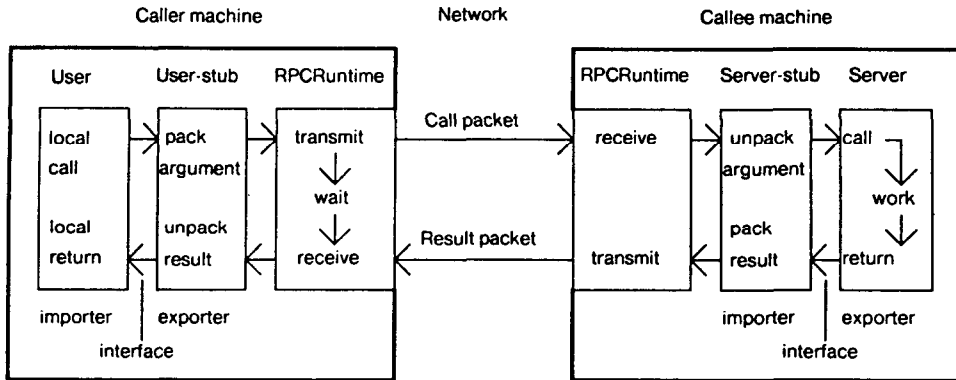 Caller machine Network Callee machine
User User-stub RPCRuntime RPCRuntime Server-stub Server
local pack transmit Call packet receive unpack call
call argument argument
wait work
local unpack pack
return result receive Result packet transmit result return
importer exporter importer exporter
interface interface